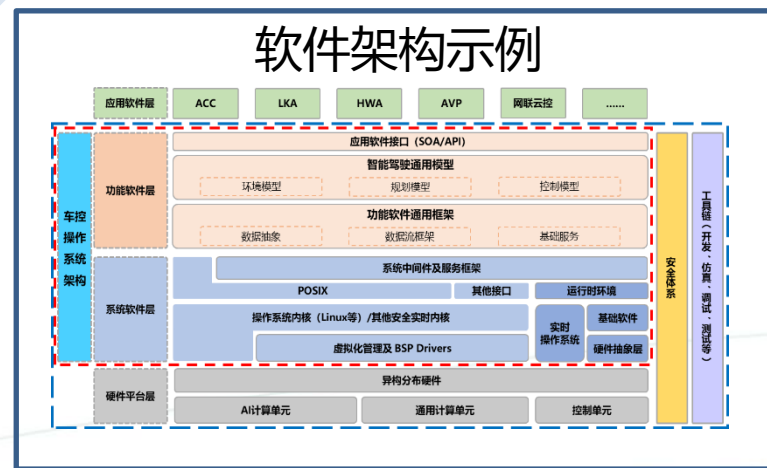 软件架构示例
应用软件层
ACC
LKA
HWA
AVP
网联云控
......
车控
操作
系统
架构
功能软件层
应用软件接口（SOA/API）
智能驾驶通用模型
环境模型
规划模型
控制模型
功能软件通用框架
数据抽象
数据流框架
基础服务
系统软件层
系统中间件及服务框架
POSIX
其他接口
运行时环境
操作系统内核（Linux等）/其他安全实时内核
虚拟化管理及 BSP Drivers
实时
操作系统
基础软件
硬件抽象层
硬件平台层
异构分布硬件
AI计算单元
通用计算单元
控制单元
安全体系
工具链（开发、仿真、调试、测试等）